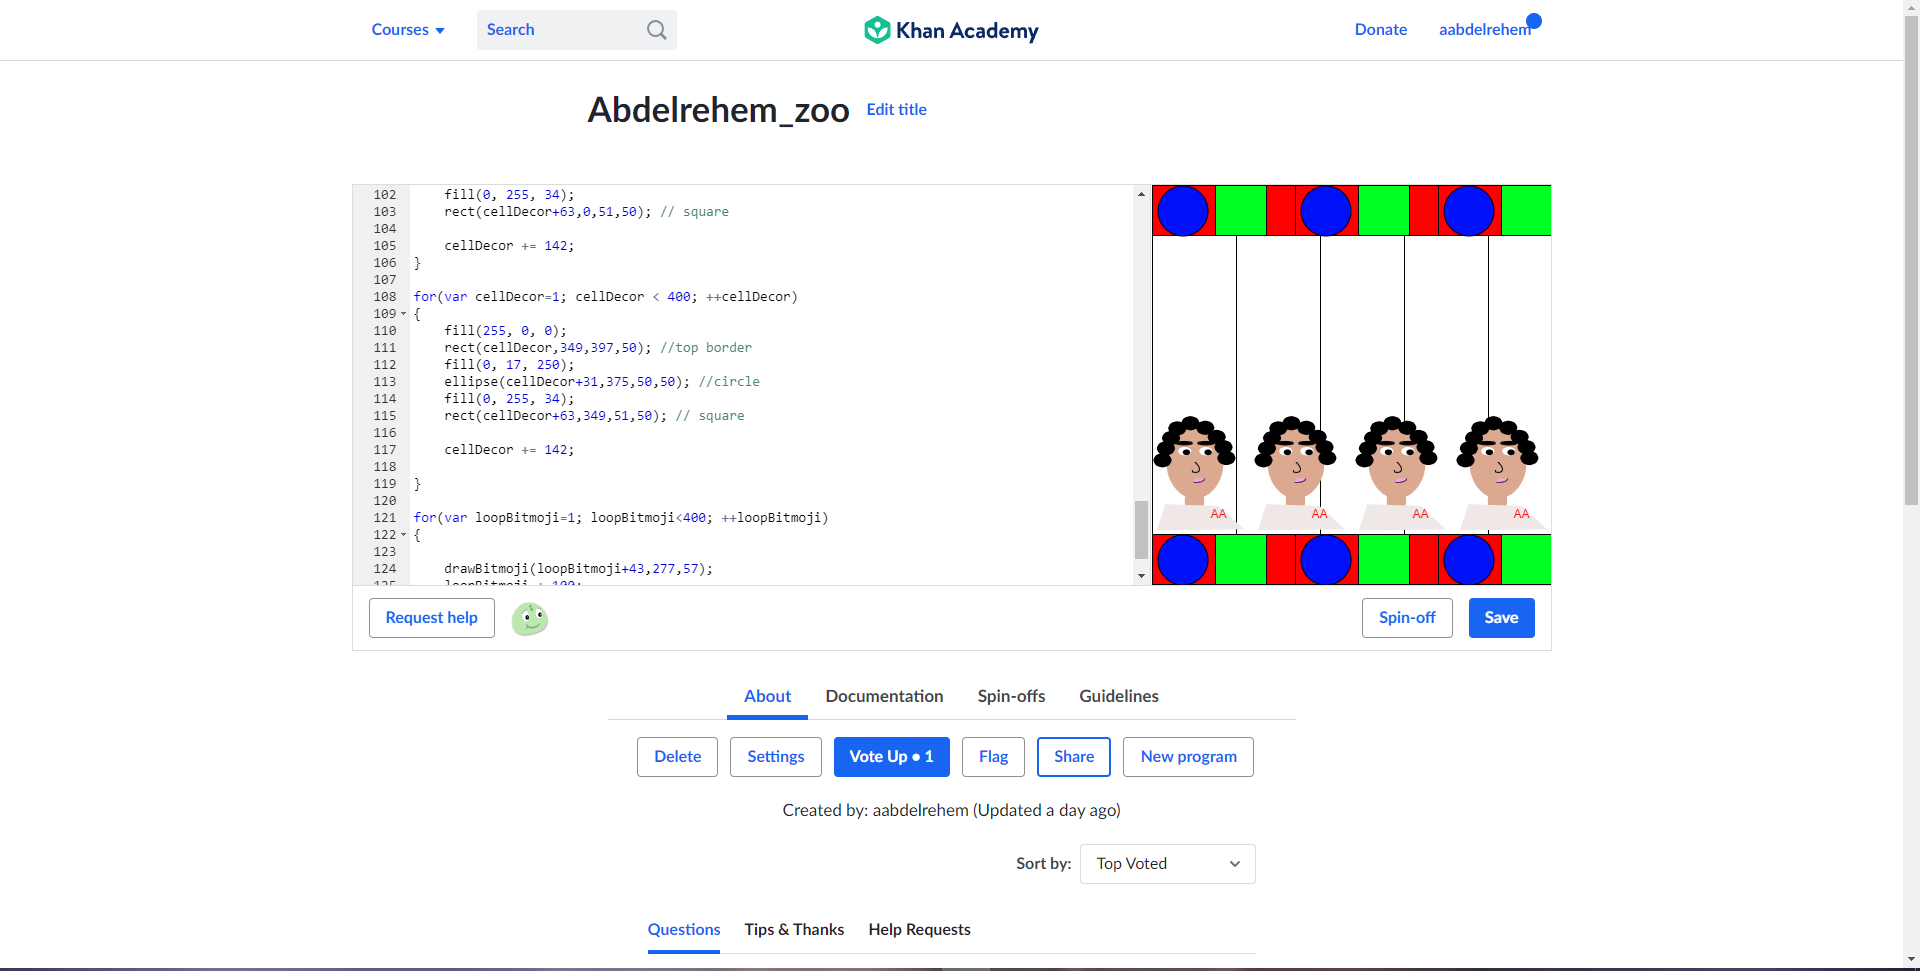 Courses
Search
Khan Academy
Donate
aabdelrehem
Abdelrehem_zoo
Edit title
102 fill(0, 255, 34);
103 rect(cellDecor+63,0,51,50); // square
104
105 cellDecor += 142;
106 }
107
108 for(var cellDecor=1; cellDecor < 400; ++cellDecor)
109 {
110 fill(255, 0, 0);
111 rect(cellDecor,349,397,50); //top border
112 fill(0, 17, 250);
113 ellipse(cellDecor+31,375,50,50); //circle
114 fill(0, 255, 34);
115 rect(cellDecor+63,349,51,50); // square
116
117 cellDecor += 142;
118
119 }
120
121 for(var loopBitmoji=1; loopBitmoji<400; ++loopBitmoji)
122 {
123
124 drawBitmoji(loopBitmoji+43,277,57);
AA AA AA AA
Request help
Spin-off
Save
About Documentation Spin-offs Guidelines
Delete Settings Vote Up • 1 Flag Share New program
Created by: aabdelrehem (Updated a day ago)
Sort by: Top Voted
Questions Tips & Thanks Help Requests